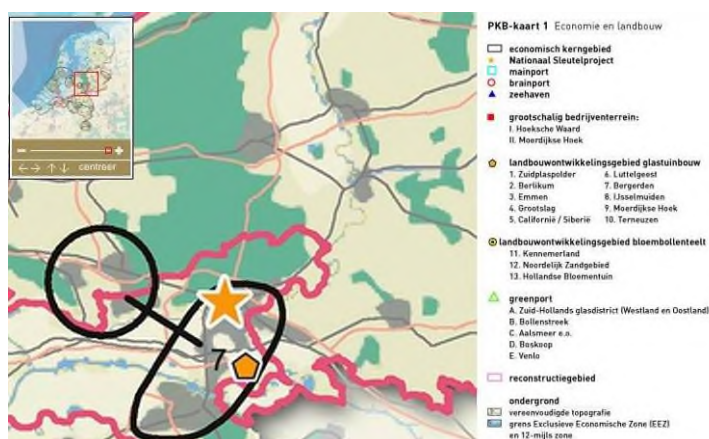 PKB-kaart 1 Economie en landbouw
economisch kerngebied
Nationaal Sleutelproject
mainport
brainport
zeehaven
grootschalig bedrijventerrein:
I. Hoeksche Waard
II. Moerdijkse Hoek
landbouwontwikkelingsgebied glastuinbouw
1. Zuidplaspolder 6. Luttelgeest
2. Berlikum 7. Bergerden
3. Emmen 8. IJsselmuiden
4. Grootslag 9. Moerdijkse Hoek
5. Californië / Siberië 10. Terneuzen
landbouwontwikkelingsgebied bloembollenteelt
11. Kennemerland
12. Noordelijk Zandgebied
13. Hollandse Bloementuin
greenport
A. Zuid-Hollands glasdistrict (Westland en Oostland)
B. Bollenstreek
C. Aalsmeer e.o.
D. Boskoop
E. Venlo
reconstructiegebied
ondergrond
vereenvoudigde topografie
grens Exclusieve Economische Zone (EEZ)
en 12-mijls zone
centreer
7